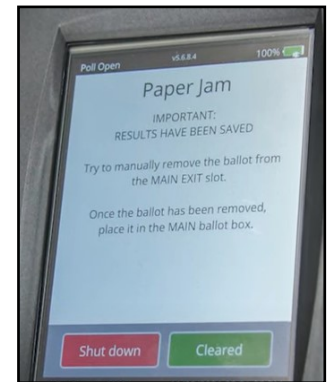 Poll Open v5.6.8.4 100%
Paper Jam
IMPORTANT:
RESULTS HAVE BEEN SAVED
Try to manually remove the ballot from
the MAIN EXIT slot.
Once the ballot has been removed,
place it in the MAIN ballot box.
Shut down Cleared